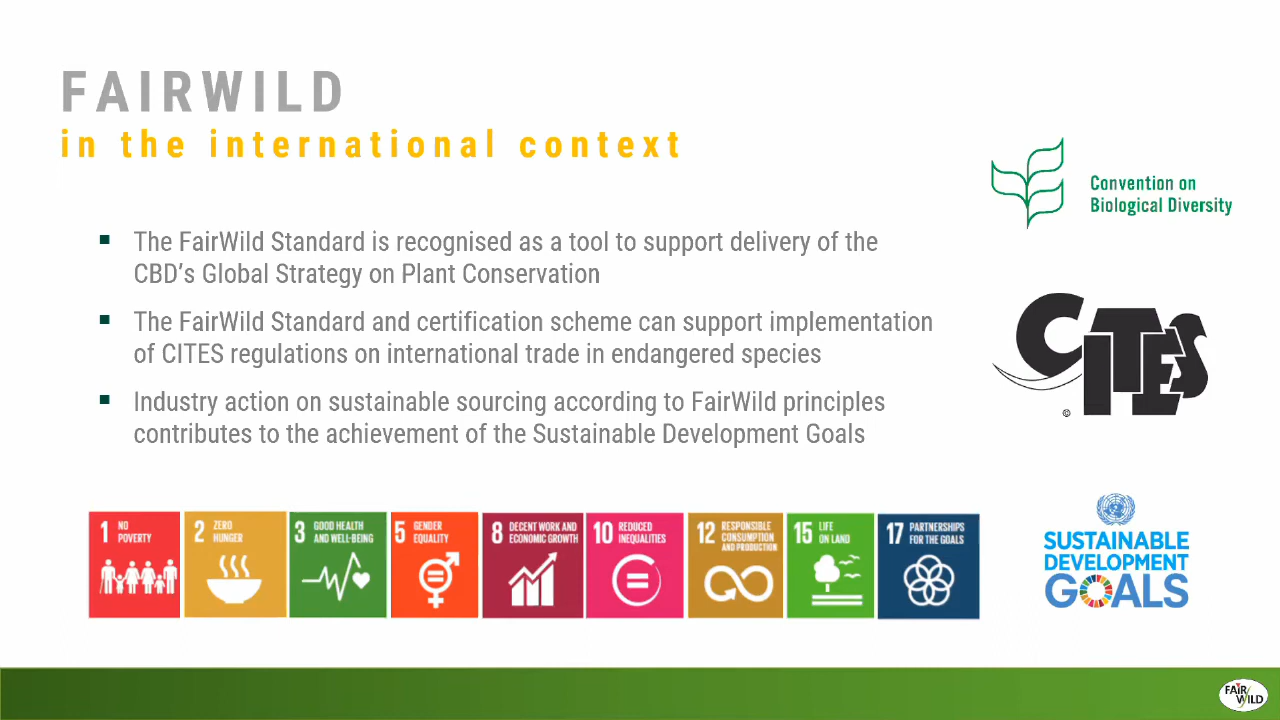 FAIRWILD
in the international context
Convention on
Biological Diversity
▪ The FairWild Standard is recognised as a tool to support delivery of the
CBD's Global Strategy on Plant Conservation
▪ The FairWild Standard and certification scheme can support implementation
of CITES regulations on international trade in endangered species
▪ Industry action on sustainable sourcing according to FairWild principles
contributes to the achievement of the Sustainable Development Goals
CITES
©
1 NO
POVERTY
2 ZERO
HUNGER
3 GOOD HEALTH
AND WELL-BEING
5 GENDER
EQUALITY
8 DECENT WORK AND
ECONOMIC GROWTH
10 REDUCED
INEQUALITIES
12 RESPONSIBLE
CONSUMPTION
AND PRODUCTION
15 LIFE
ON LAND
17 PARTNERSHIPS
FOR THE GOALS
SUSTAINABLE
DEVELOPMENT
GOALS
FAIR
WILD